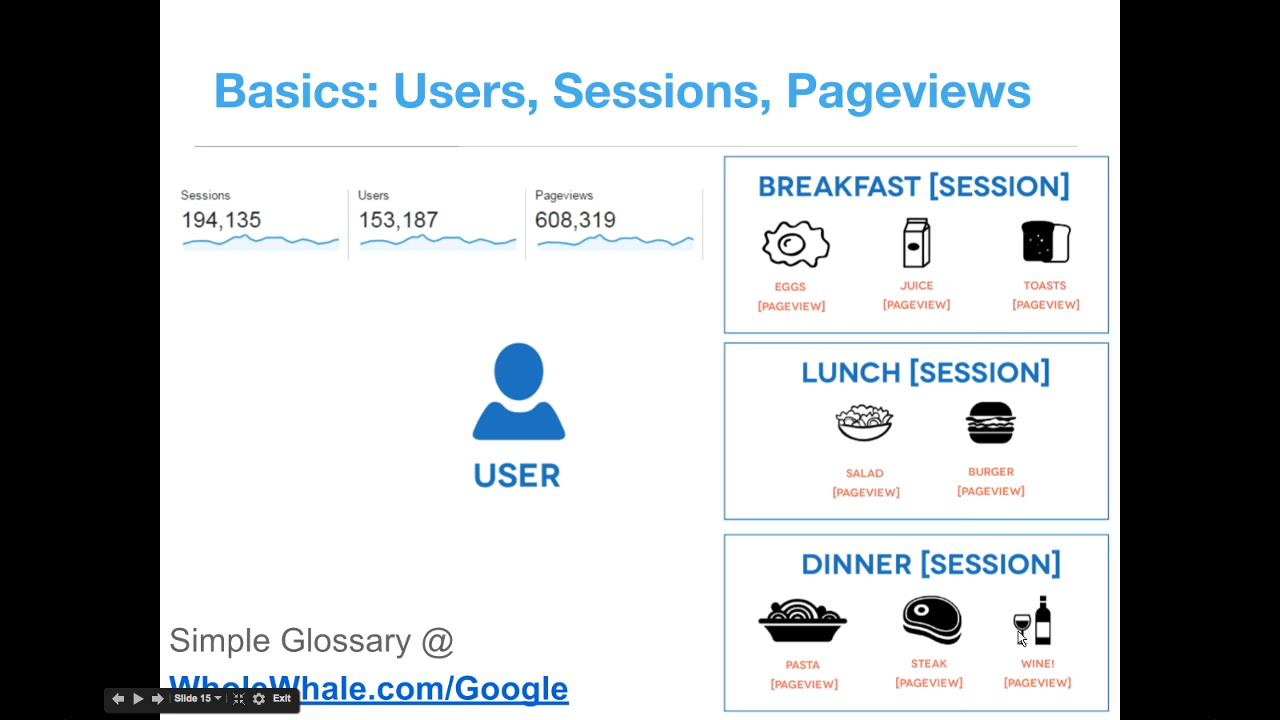 Basics: Users, Sessions, Pageviews
Sessions
194,135
Users
153,187
Pageviews
608,319
USER
BREAKFAST [SESSION]
EGGS
[PAGEVIEW]
JUICE
[PAGEVIEW]
TOASTS
[PAGEVIEW]
LUNCH [SESSION]
SALAD
[PAGEVIEW]
BURGER
[PAGEVIEW]
DINNER [SESSION]
PASTA
[PAGEVIEW]
STEAK
[PAGEVIEW]
WINE!
[PAGEVIEW]
Simple Glossary @
WholeWhale.com/Google
Slide 15
Exit